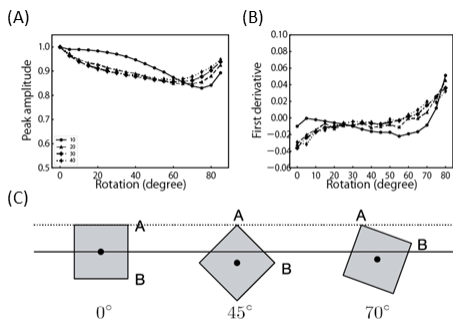 (A)
Peak amplitude
1.0
0.9
0.8
0.7
0.6
0.5
10
20
30
40
0 20 40 60 80
Rotation (degree)
(B)
First derivative
0.10
0.08
0.06
0.04
0.02
0.00
−0.02
−0.04
−0.06
0 10 20 30 40 50 60 70 80
Rotation (degree)
(C)
A
B
0°
A
B
45°
A
B
70°